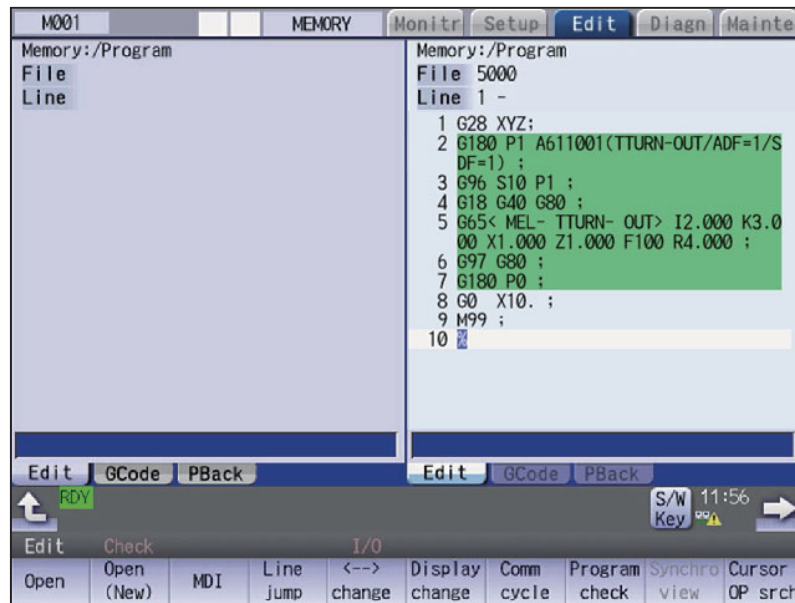 M001 MEMORY Monitr Setup Edit Diagn Mainte
Memory:/Program
File
Line
Memory:/Program
File 5000
Line 1 -
1 G28 XYZ;
2 G180 P1 A611001(TTURN-OUT/ADF=1/S
DF=1) ;
3 G96 S10 P1 ;
4 G18 G40 G80 ;
5 G65< MEL- TTURN- OUT> I2.000 K3.0
00 X1.000 Z1.000 F100 R4.000 ;
6 G97 G80 ;
7 G180 P0 ;
8 G0 X10. ;
9 M99 ;
10 %
Edit GCode PBack
Edit GCode PBack
RDY
S/W Key 11:56
Edit Check I/O
Open
Open (New)
MDI
Line jump
<--> change
Display change
Comm cycle
Program check
Synchro view
Cursor OP srch